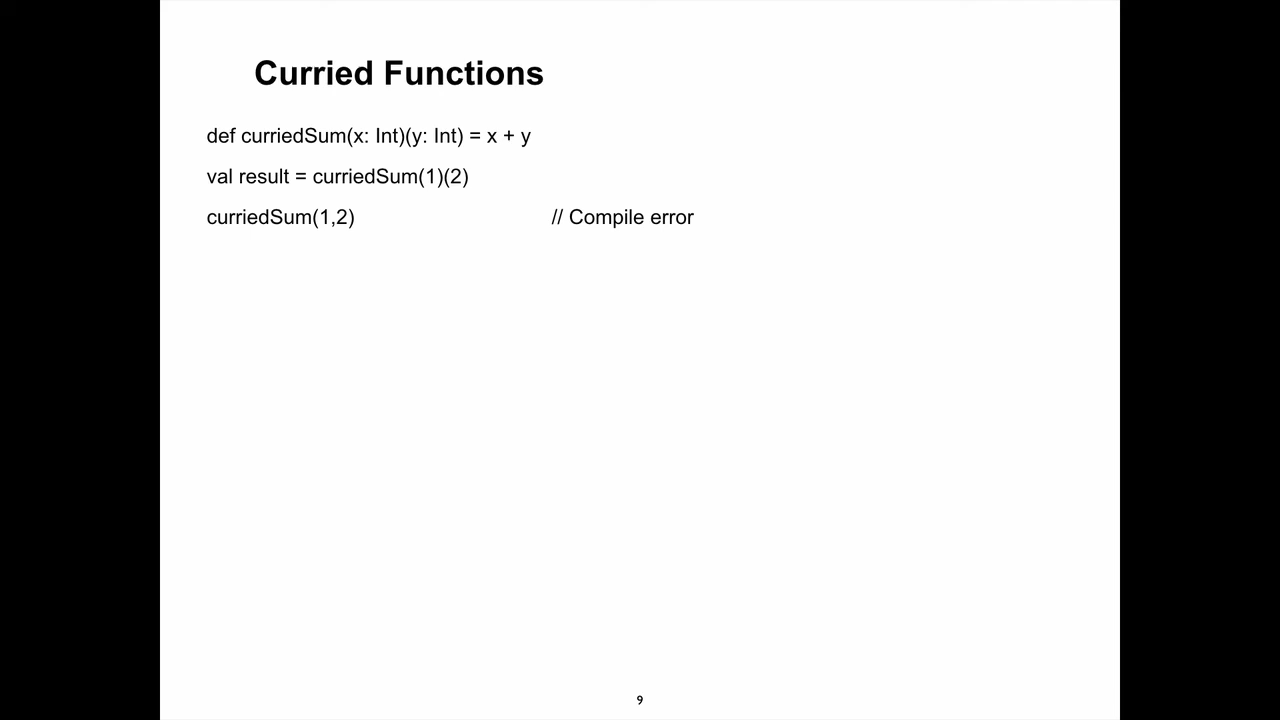 Curried Functions
def curriedSum(x: Int)(y: Int) = x + y
val result = curriedSum(1)(2)
curriedSum(1,2) // Compile error
9